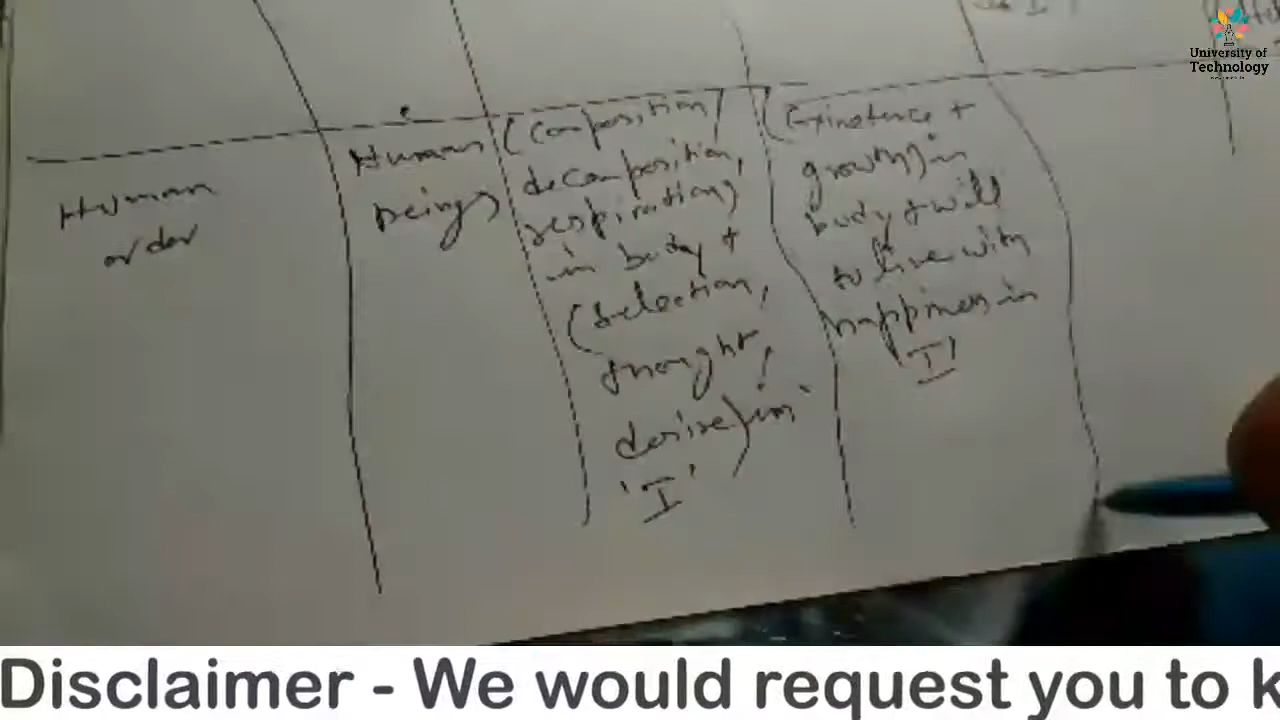 University of
Technology
Human
order
Human
beings
(Composition,
decomposition,
respiration)
in body +
(Selection,
thought,
derive) in
'I'
(Existence +
growth) in
body + will
to live with
happiness in
'I'
Disclaimer - We would request you to k